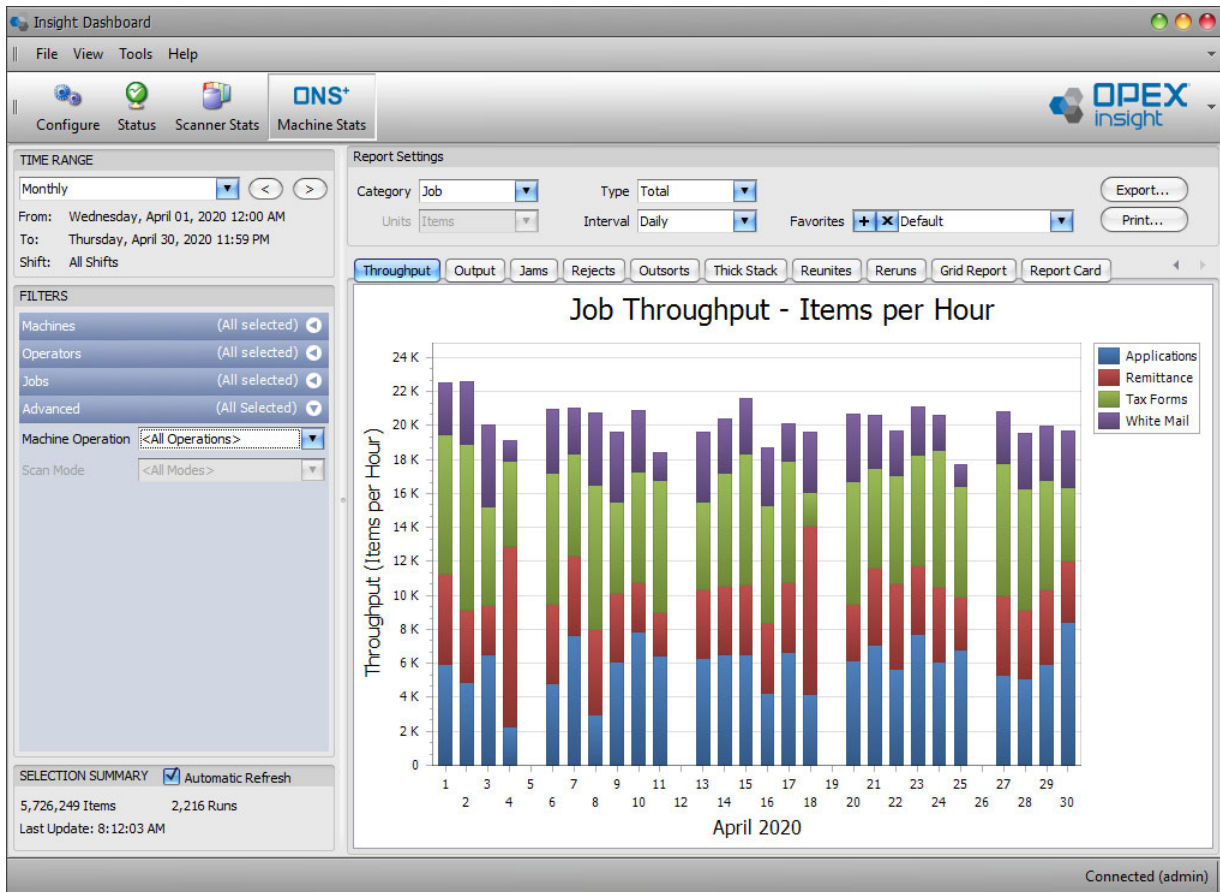 Insight Dashboard
File View Tools Help
Configure Status Scanner Stats ONS+ Machine Stats
OPEX insight
TIME RANGE
Monthly < >
From: Wednesday, April 01, 2020 12:00 AM
To: Thursday, April 30, 2020 11:59 PM
Shift: All Shifts
FILTERS
Machines (All selected)
Operators (All selected)
Jobs (All selected)
Advanced (All Selected)
Machine Operation <All Operations>
Scan Mode <All Modes>
SELECTION SUMMARY Automatic Refresh
5,726,249 Items 2,216 Runs
Last Update: 8:12:03 AM
Report Settings
Category Job Type Total Export...
Units Items Interval Daily Favorites + x Default Print...
Throughput Output Jams Rejects Outsorts Thick Stack Reunites Reruns Grid Report Report Card
Job Throughput - Items per Hour
Throughput (Items per Hour)
24 K
22 K
20 K
18 K
16 K
14 K
12 K
10 K
8 K
6 K
4 K
2 K
0
Applications
Remittance
Tax Forms
White Mail
1 3 5 7 9 11 13 15 17 19 21 23 25 27 29
2 4 6 8 10 12 14 16 18 20 22 24 26 28 30
April 2020
Connected (admin)